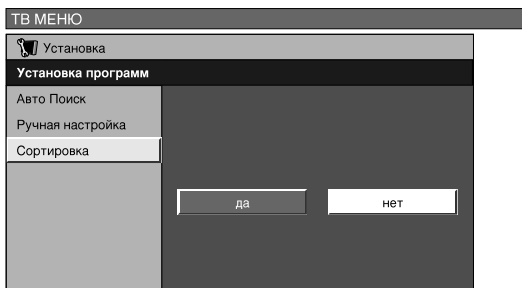 ТВ МЕНЮ
Установка
Установка программ
Авто Поиск
Ручная настройка
Сортировка
да нет